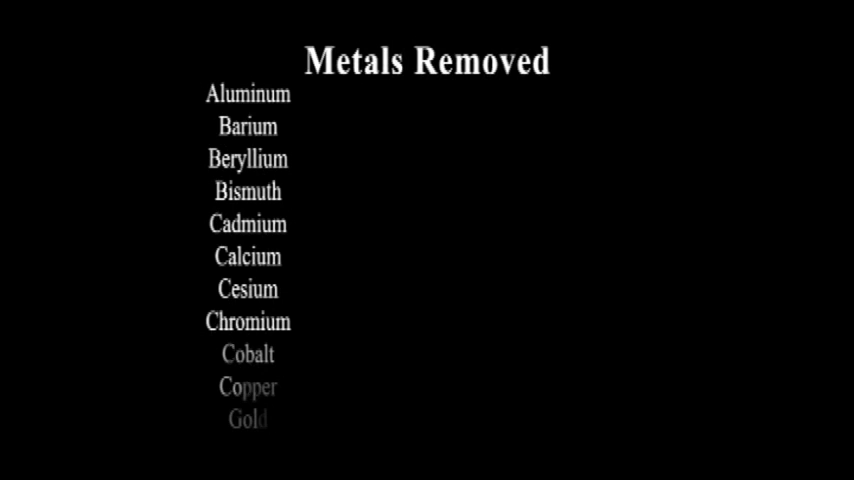 Metals Removed
Aluminum
Barium
Beryllium
Bismuth
Cadmium
Calcium
Cesium
Chromium
Cobalt
Copper
Gold